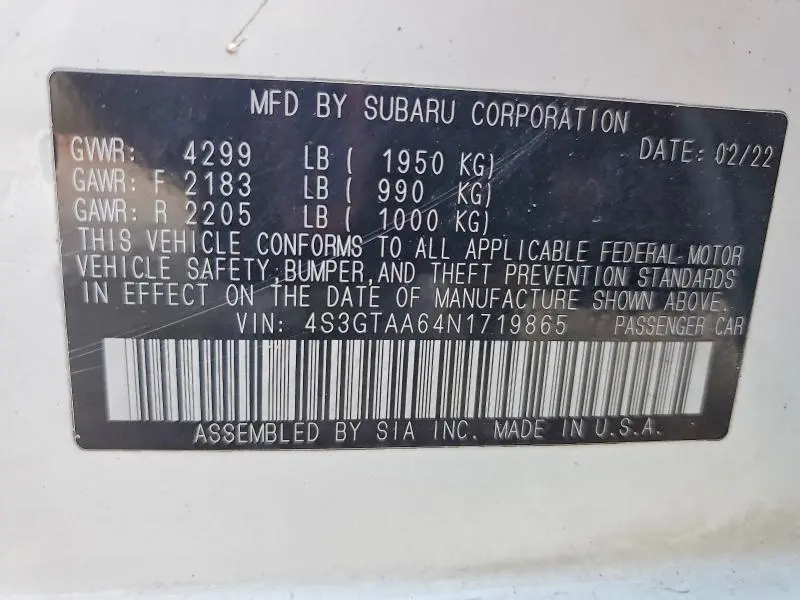 MFD BY SUBARU CORPORATION
GVWR: 4299 LB ( 1950 KG) DATE: 02/22
GAWR: F 2183 LB ( 990 KG)
GAWR: R 2205 LB ( 1000 KG)
THIS VEHICLE CONFORMS TO ALL APPLICABLE FEDERAL MOTOR
VEHICLE SAFETY, BUMPER, AND THEFT PREVENTION STANDARDS
IN EFFECT ON THE DATE OF MANUFACTURE SHOWN ABOVE.
VIN: 4S3GTAA64N1719865 PASSENGER CAR
ASSEMBLED BY SIA INC. MADE IN U.S.A.